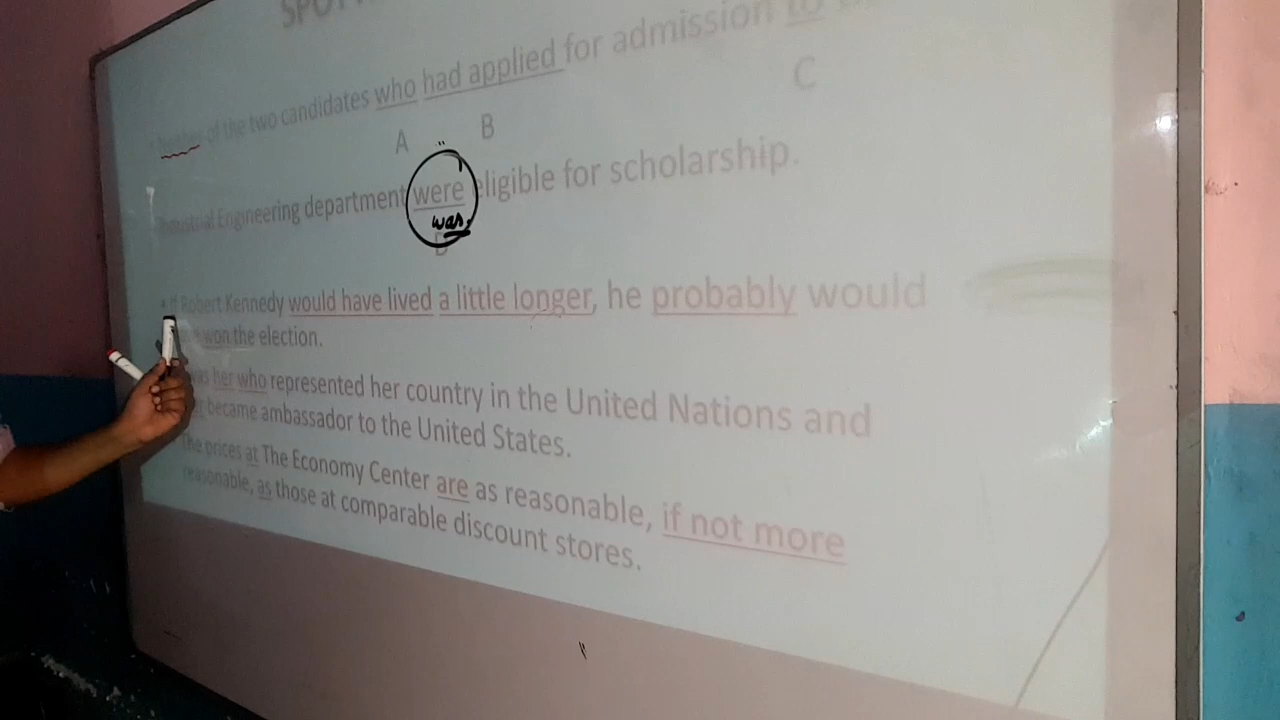 of the two candidates who had applied for admission to
A B C
Engineering department were eligible for scholarship.
was.
D
If Robert Kennedy would have lived a little longer, he probably would
won the election.
her who represented her country in the United Nations and
became ambassador to the United States.
The prices at The Economy Center are as reasonable, if not more
reasonable, as those at comparable discount stores.